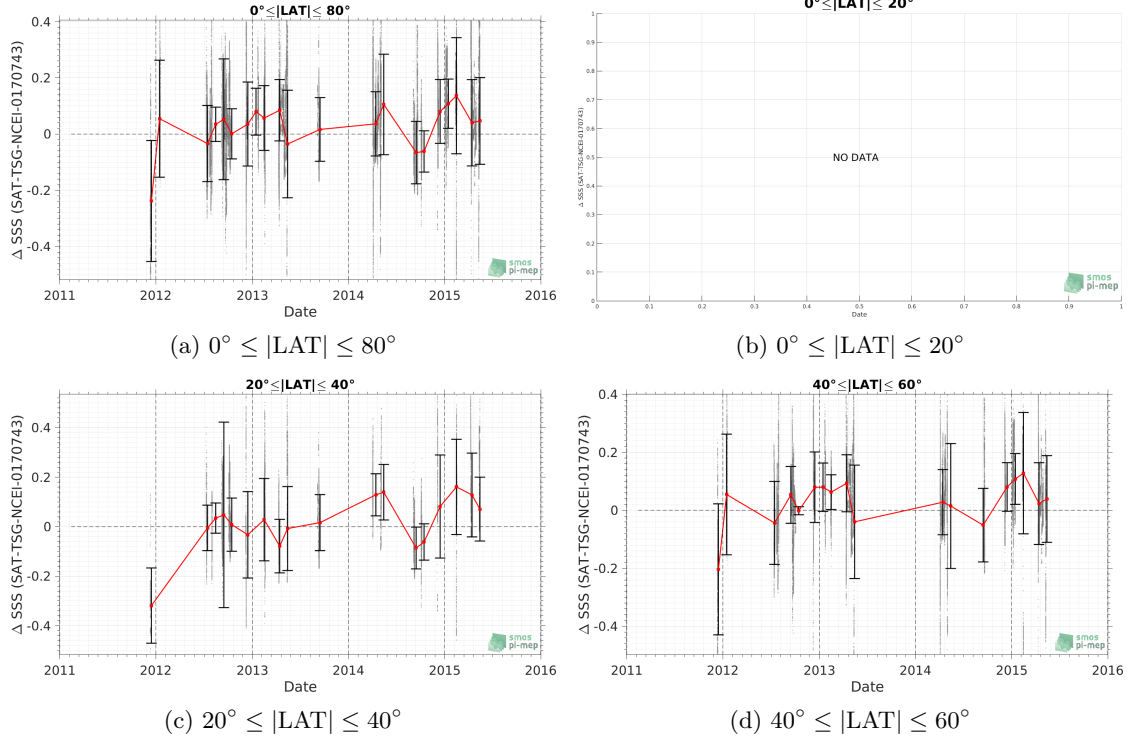 0°≤|LAT|≤ 80°
0.4
0.2
0
-0.2
-0.4
Δ SSS (SAT-TSG-NCEI-0170743)
2011 2012 2013 2014 2015 2016
Date
smos
pi-mep
(a) 0° ≤ |LAT| ≤ 80°
0°≤|LAT|≤ 20°
1
0.9
0.8
0.7
0.6
0.5
0.4
0.3
0.2
0.1
0
Δ SSS (SAT-TSG-NCEI-0170743)
NO DATA
0 0.1 0.2 0.3 0.4 0.5 0.6 0.7 0.8 0.9 1
Date
smos
pi-mep
(b) 0° ≤ |LAT| ≤ 20°
20°≤|LAT|≤ 40°
0.4
0.2
0
-0.2
-0.4
Δ SSS (SAT-TSG-NCEI-0170743)
2011 2012 2013 2014 2015 2016
Date
smos
pi-mep
(c) 20° ≤ |LAT| ≤ 40°
40°≤|LAT|≤ 60°
0.4
0.2
0
-0.2
-0.4
Δ SSS (SAT-TSG-NCEI-0170743)
2011 2012 2013 2014 2015 2016
Date
smos
pi-mep
(d) 40° ≤ |LAT| ≤ 60°